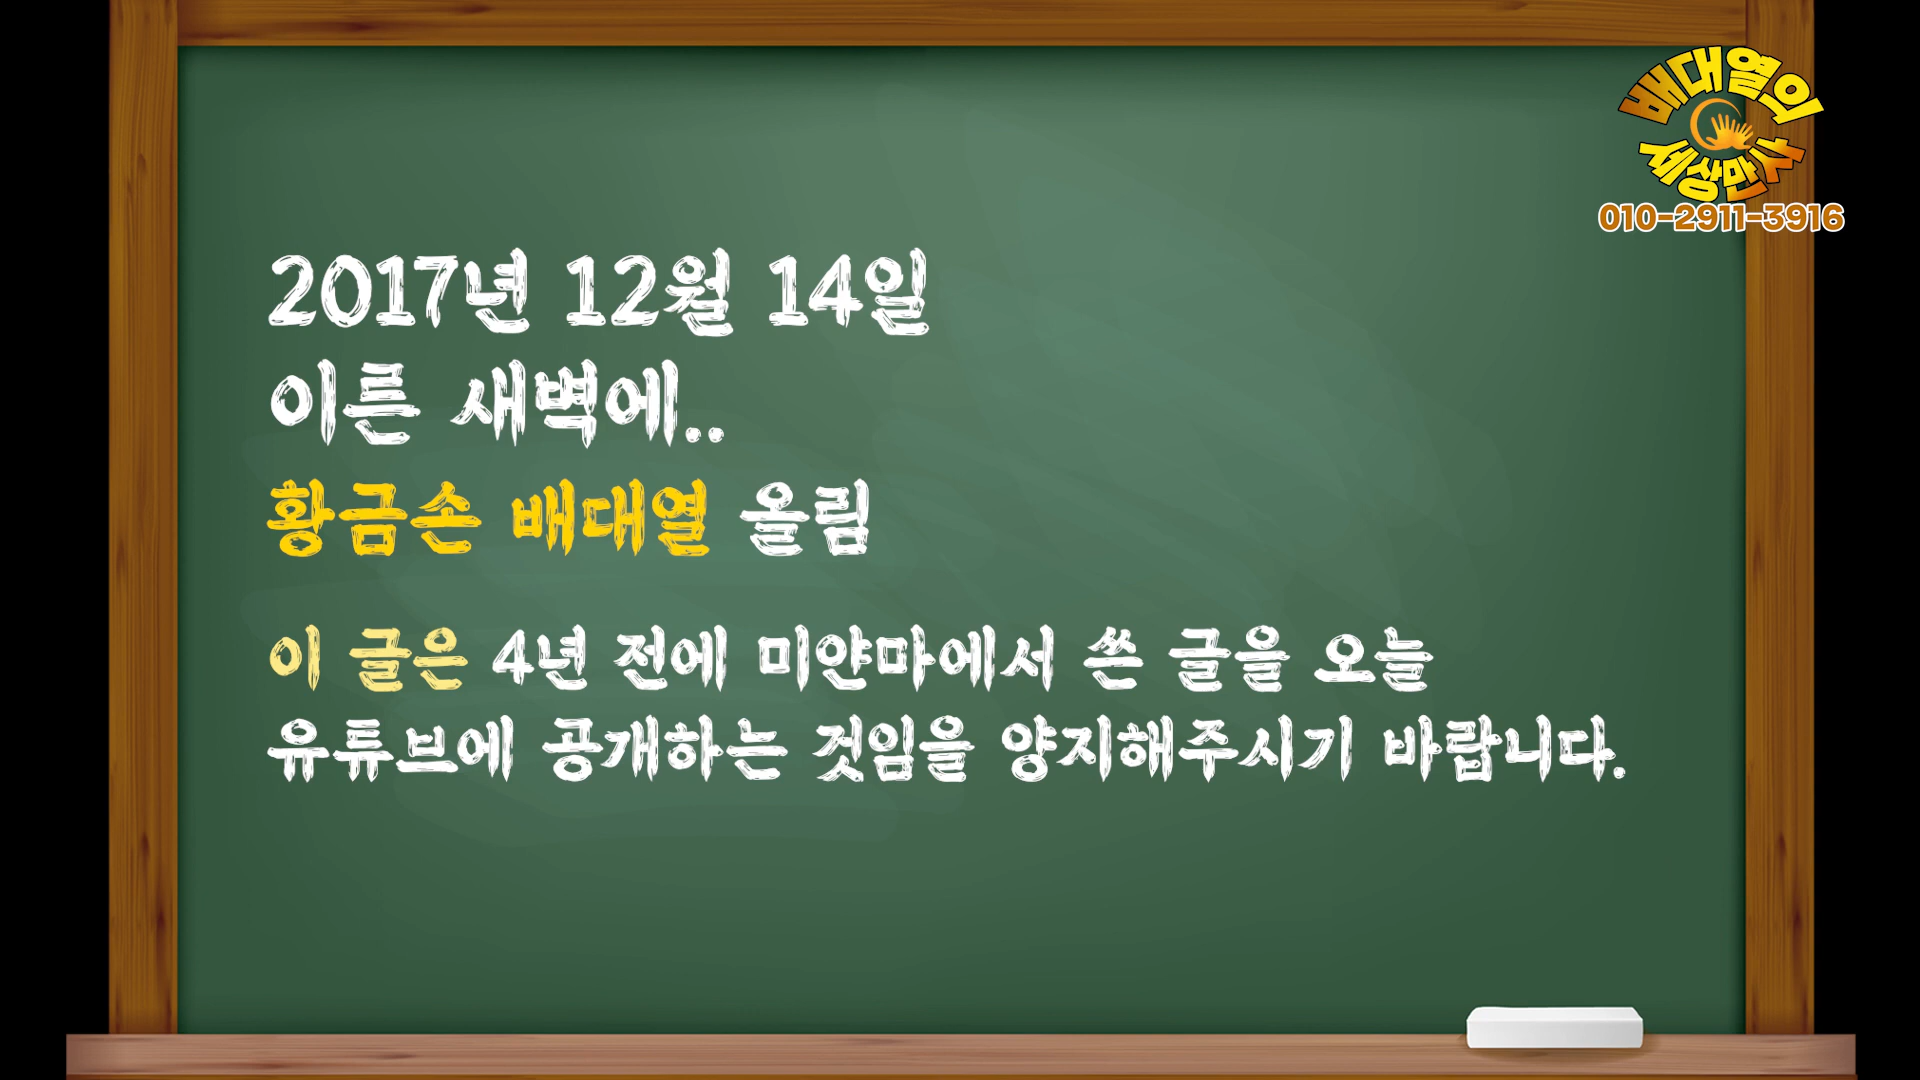 배대열의
세상만사
010-2911-3916
2017년 12월 14일
이른 새벽에..
황금손 배대열 올림
이 글은 4년 전에 미얀마에서 쓴 글을 오늘
유튜브에 공개하는 것임을 양지해주시기 바랍니다.